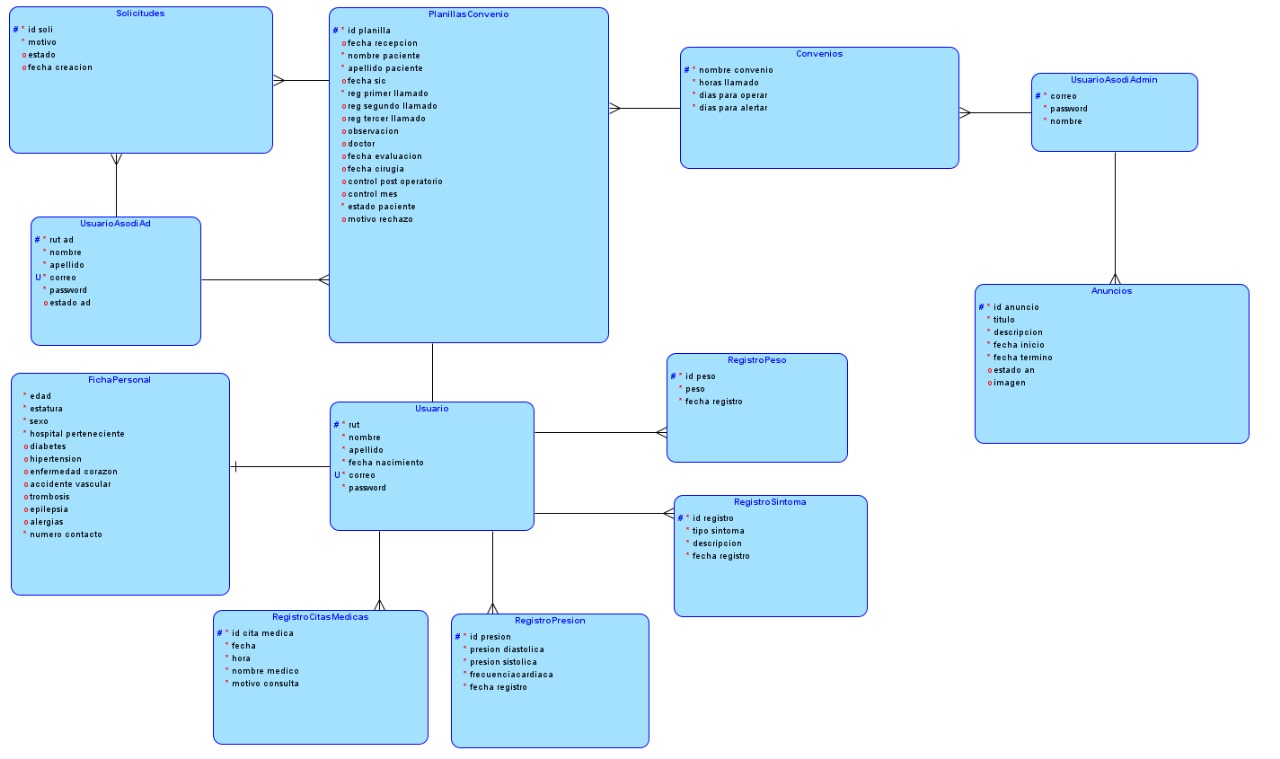 Solicitudes
# * id soli
* motivo
o estado
o fecha creacion
PlanillasConvenio
# * id planilla
o fecha recepcion
* nombre paciente
* apellido paciente
o fecha sic
* reg primer llamado
o reg segundo llamado
o reg tercer llamado
o observacion
o doctor
o fecha evaluacion
o fecha cirugia
o control post operatorio
o control mes
* estado paciente
o motivo rechazo
Convenios
# * nombre convenio
* horas llamado
* dias para operar
* dias para alertar
UsuarioAsodiAdmin
# * correo
* password
* nombre
UsuarioAsodiAd
# * rut ad
* nombre
* apellido
U * correo
* password
o estado ad
Anuncios
# * id anuncio
* titulo
* descripcion
* fecha inicio
* fecha termino
o estado an
o imagen
FichaPersonal
* edad
* estatura
* sexo
* hospital perteneciente
o diabetes
o hipertension
o enfermedad corazon
o accidente vascular
o trombosis
o epilepsia
o alergias
* numero contacto
Usuario
# * rut
* nombre
* apellido
* fecha nacimiento
U * correo
* password
RegistroPeso
# * id peso
* peso
* fecha registro
RegistroSintoma
# * id registro
* tipo sintoma
* descripcion
* fecha registro
RegistroCitasMedicas
# * id cita medica
* fecha
* hora
* nombre medico
* motivo consulta
RegistroPresion
# * id presion
* presion diastolica
* presion sistolica
* frecuenciacardiaca
* fecha registro